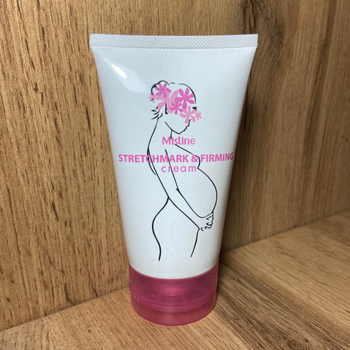 Mistine
STRETCHMARK & FIRMING
cream